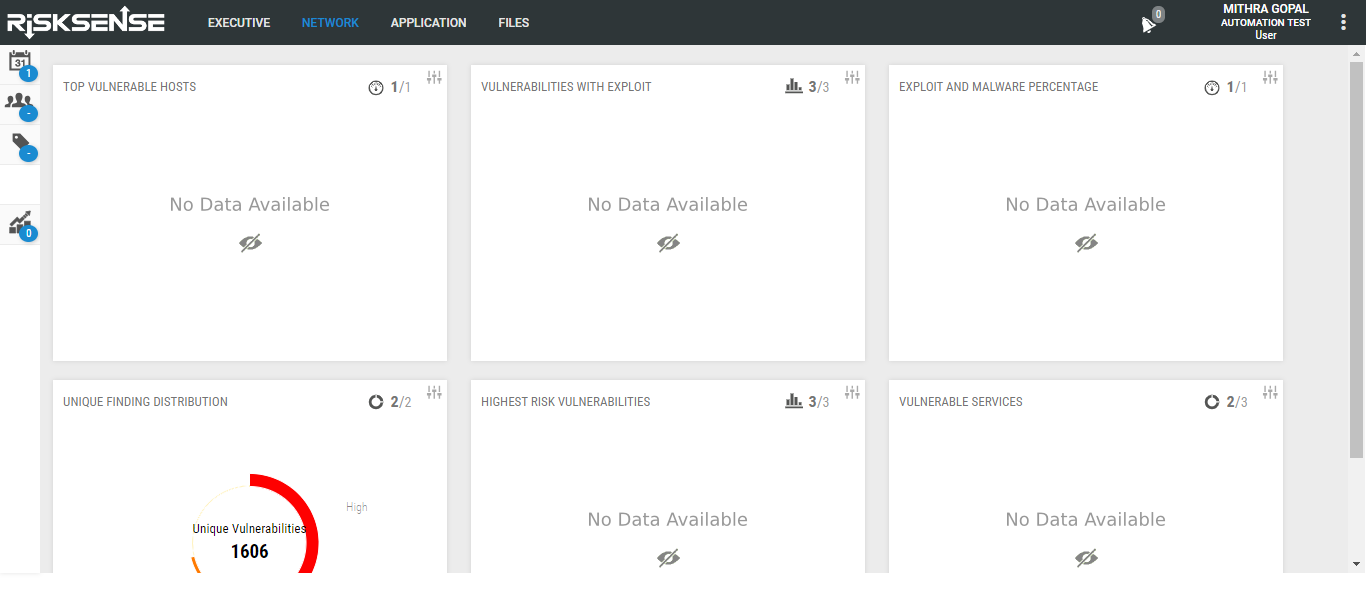 RISKSENSE
EXECUTIVE
NETWORK
APPLICATION
FILES
0
MITHRA GOPAL
AUTOMATION TEST
User
31
1
-
-
0
TOP VULNERABLE HOSTS
1/1
No Data Available
VULNERABILITIES WITH EXPLOIT
3/3
No Data Available
EXPLOIT AND MALWARE PERCENTAGE
1/1
No Data Available
UNIQUE FINDING DISTRIBUTION
2/2
High
Unique Vulnerabilities
1606
HIGHEST RISK VULNERABILITIES
3/3
No Data Available
VULNERABLE SERVICES
2/3
No Data Available